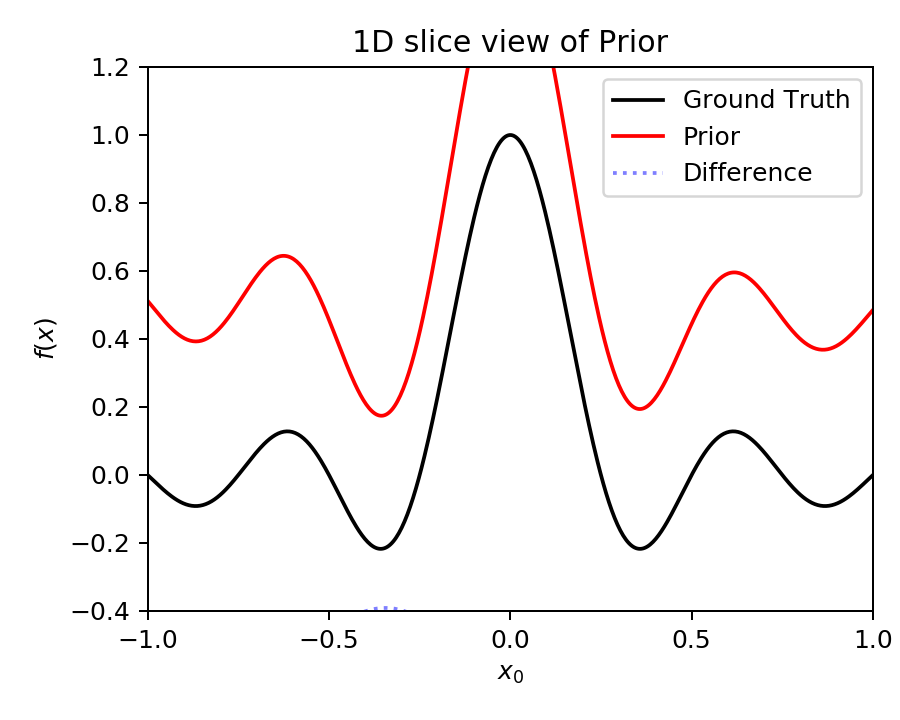 1D slice view of Prior
1.2
1.0
0.8
0.6
0.4
0.2
0.0
−0.2
−0.4
f(x)
Ground Truth
Prior
Difference
−1.0
−0.5
0.0
0.5
1.0
x₀